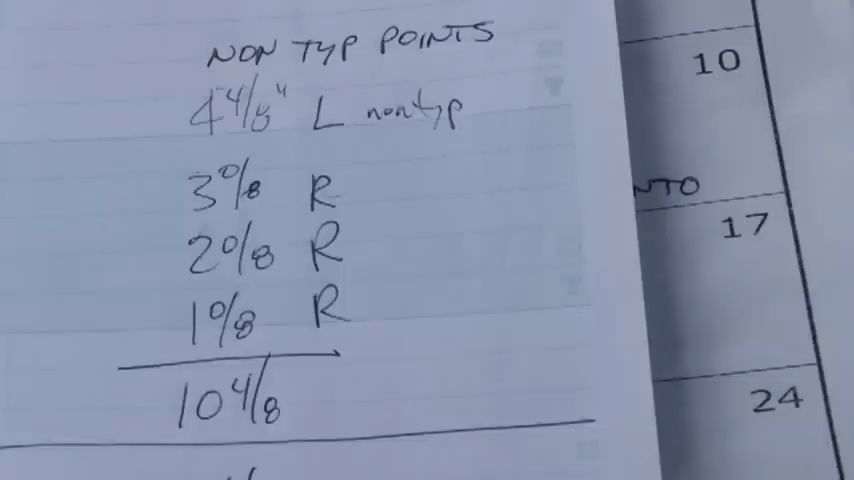 NON TYP POINTS
4 4/8" L nontyp
3 0/8 R
2 0/8 R
1 0/8 R
10 4/8
10
NTO
17
24